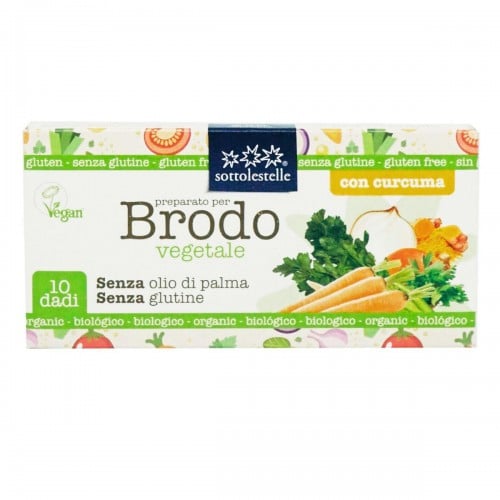 sottolestelle®
gluten - senza glutine - gluten free
senza glutine - gluten free - sin
con curcuma
Vegan
preparato per
Brodo
vegetale
10
dadi
Senza olio di palma
Senza glutine
organic - biológico - biologico - organic - biológico - biologico - organic - biológico